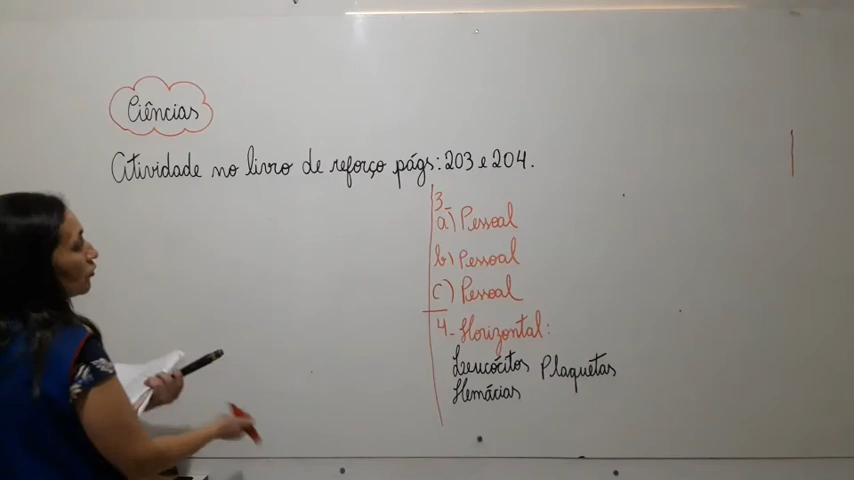 Ciências
Atividade no livro de reforço págs: 203 e 204.
3-
a) Pessoal
b) Pessoal
c) Pessoal
4- Horizontal:
Leucócitos Plaquetas
Hemácias